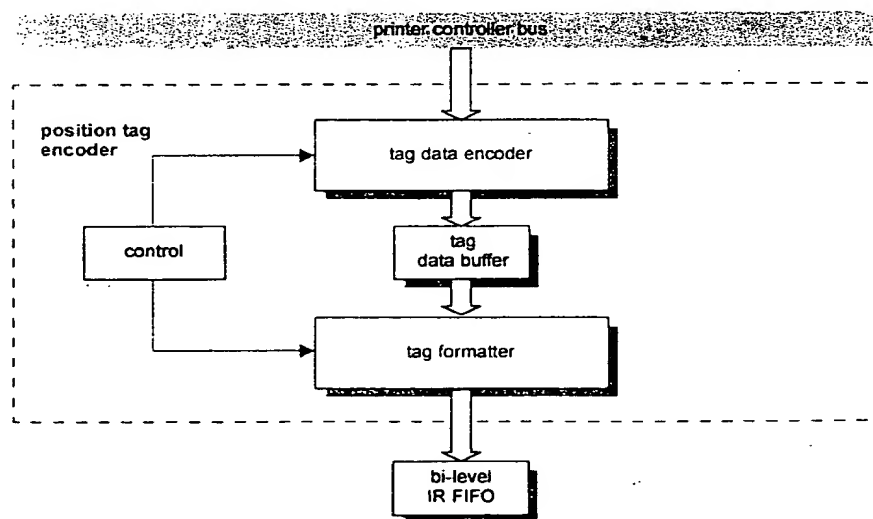 printer controller bus
position tag
encoder
tag data encoder
control
tag
data buffer
tag formatter
bi-level
IR FIFO